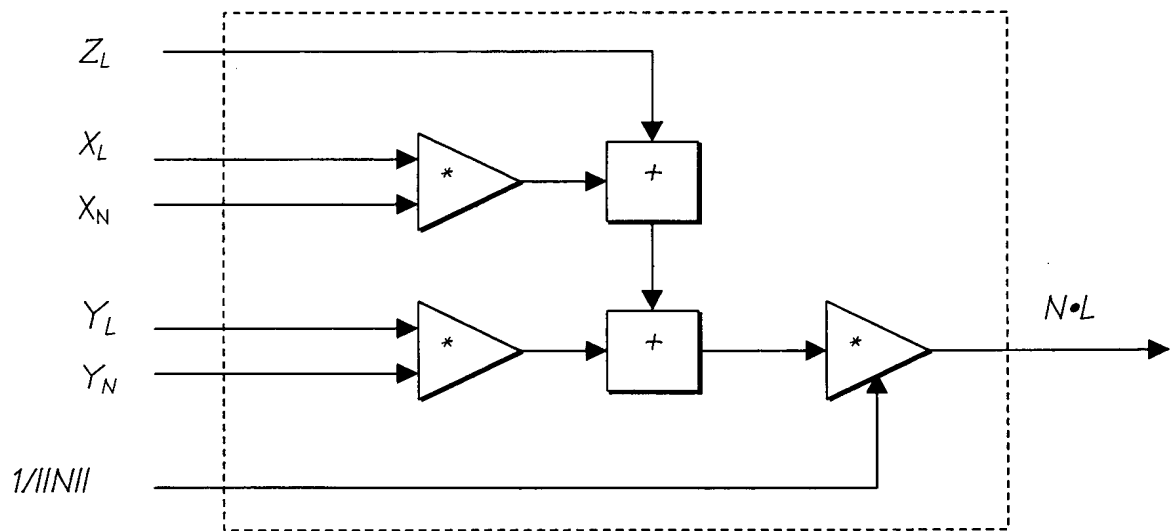 Z_L
X_L
*
+
X_N
Y_L
*
+
*
N•L
Y_N
1/||N||